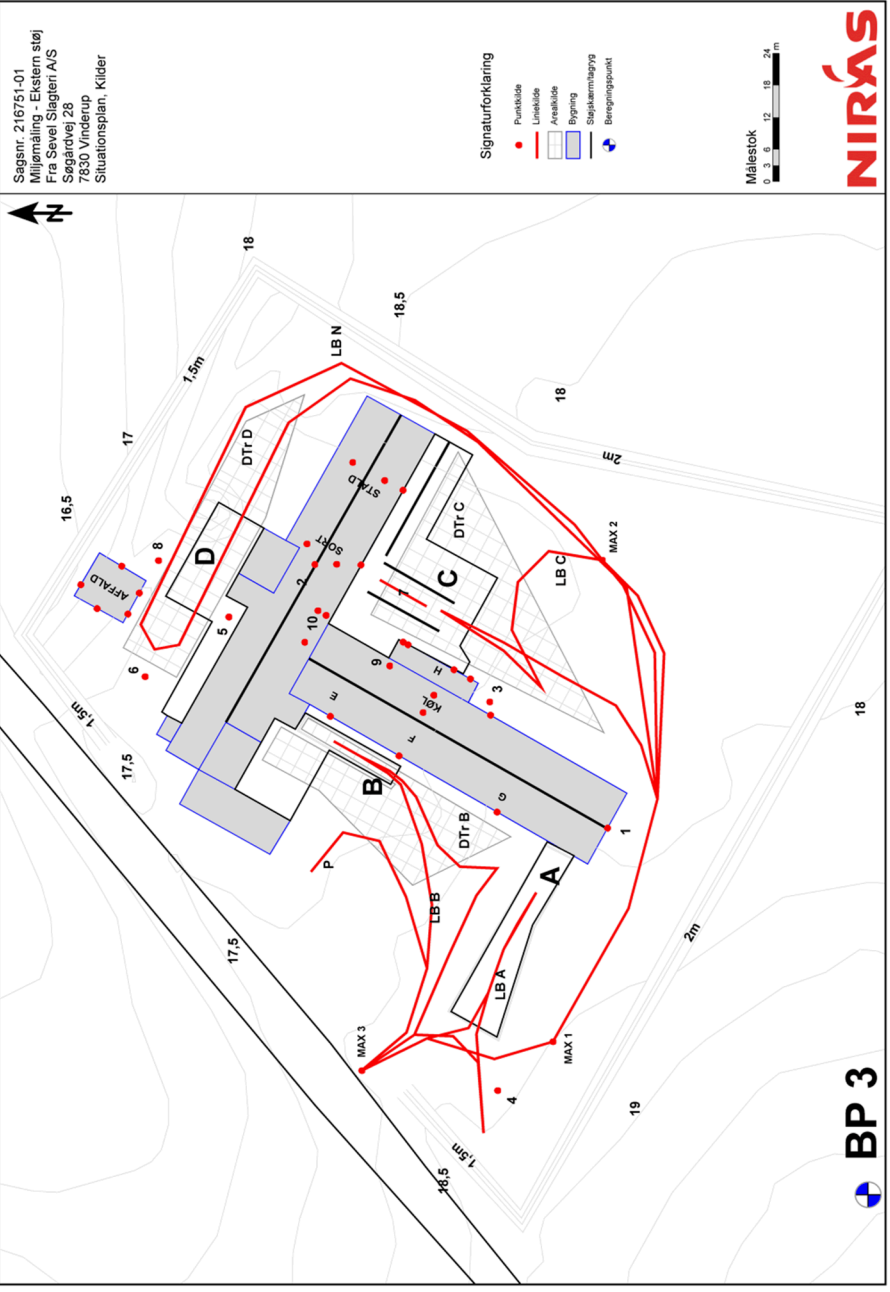 Sagsnr. 216751-01
Miljømåling - Ekstern støj
Fra Sevel Slagteri A/S
Søgårdvej 28
7830 Vinderup
Situationsplan, Kilder
Signaturforklaring
Punktkilde
Liniekilde
Arealkilde
Bygning
Støjskærm/tagryg
Beregningspunkt
Målestok
0 3 6 12 18 24
m
NIRAS
N
18
18,5
LB N
1,5m
17
16,5
DTr D
18
2m
STALD
DTr C
8
AFFALD
D
SORT
2
C
7
LB C
MAX 2
5
10
6
9
H
3
KØL
1,5m
17,5
E
F
G
B
DTr B
1
18
P
LB B
A
LB A
17,5
2m
MAX 3
MAX 1
4
19
1,5m
18,5
BP 3